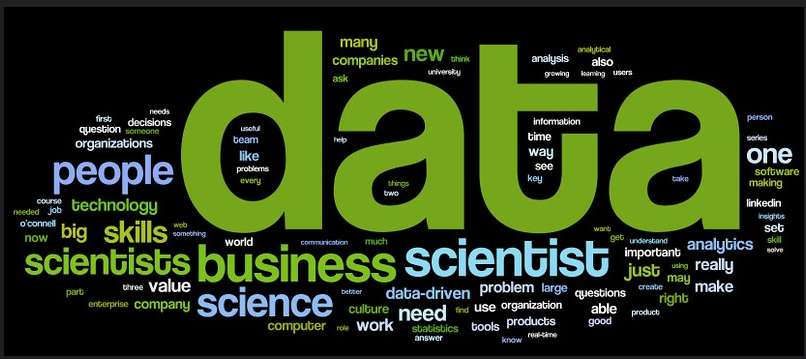 data
many
companies
new
think
university
ask
analysis
analytical
also
growing
learning
users
needs
first
decisions
question
someone
organizations
people
useful
team
like
problems
every
help
things
two
information
time
way
see
key
take
person
series
one
software
making
course
needed
job
technology
linkedin
insights
o'connell
now
big
skills
web
something
world
communication
much
want
get
understand
important
analytics
set
skill
solve
scientists
business
scientist
just
using
may
really
part
three
value
science
better
data-driven
problem
large
questions
create
make
right
enterprise
company
culture
need
find
use
organization
able
product
computer
role
work
statistics
tools
products
good
answer
know
real-time